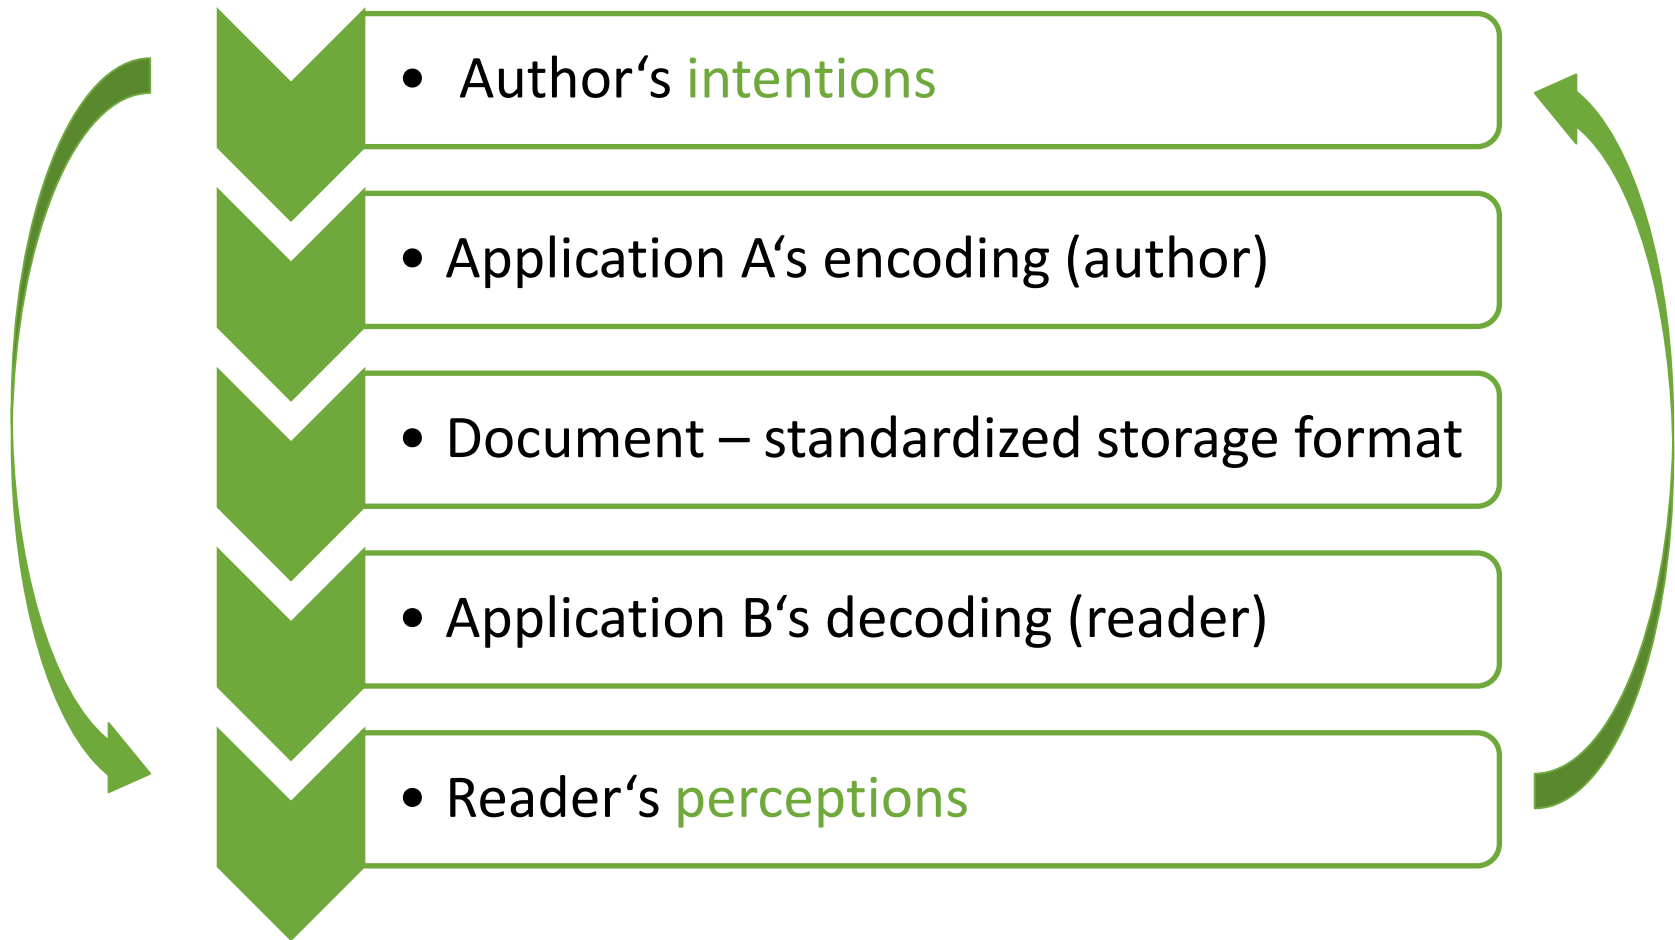 • Author‘s intentions
• Application A‘s encoding (author)
• Document – standardized storage format
• Application B‘s decoding (reader)
• Reader‘s perceptions